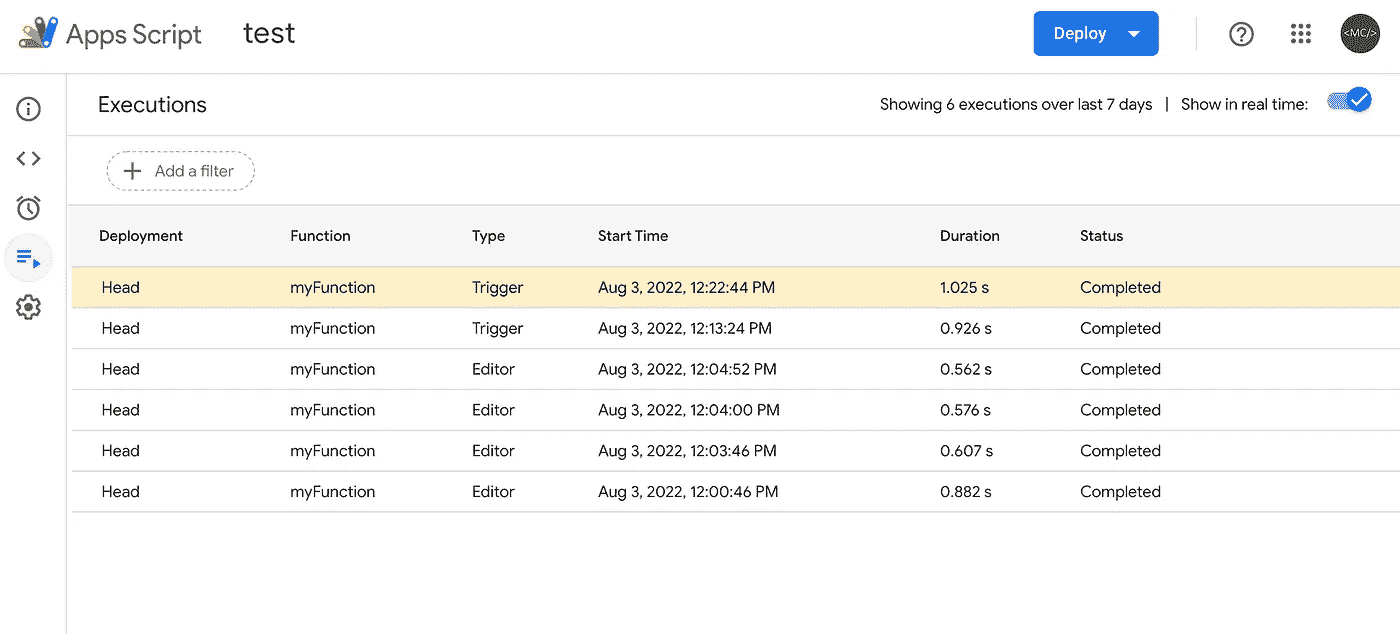 Apps Script test Deploy <MC/>
Executions Showing 6 executions over last 7 days | Show in real time:
Add a filter
Deployment Function Type Start Time Duration Status
Head myFunction Trigger Aug 3, 2022, 12:22:44 PM 1.025 s Completed
Head myFunction Trigger Aug 3, 2022, 12:13:24 PM 0.926 s Completed
Head myFunction Editor Aug 3, 2022, 12:04:52 PM 0.562 s Completed
Head myFunction Editor Aug 3, 2022, 12:04:00 PM 0.576 s Completed
Head myFunction Editor Aug 3, 2022, 12:03:46 PM 0.607 s Completed
Head myFunction Editor Aug 3, 2022, 12:00:46 PM 0.882 s Completed